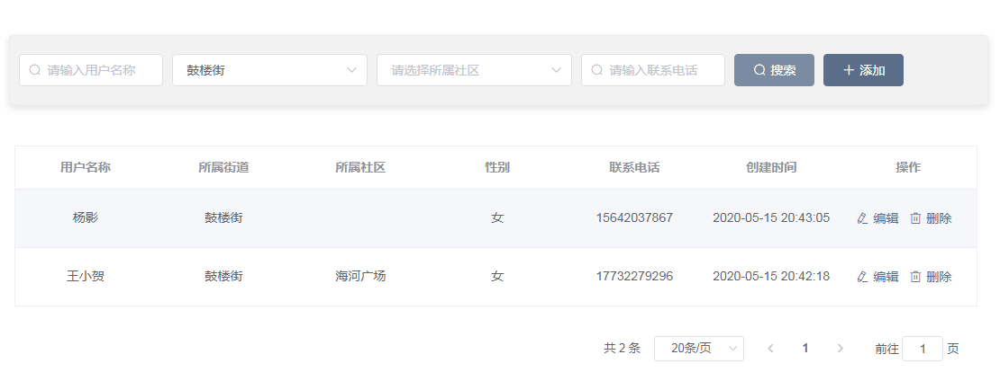 请输入用户名称 鼓楼街 请选择所属社区 请输入联系电话 搜索 添加
用户名称 所属街道 所属社区 性别 联系电话 创建时间 操作
杨影 鼓楼街 女 15642037867 2020-05-15 20:43:05 编辑 删除
王小贺 鼓楼街 海河广场 女 17732279296 2020-05-15 20:42:18 编辑 删除
共 2 条 20条/页 1 前往 1 页